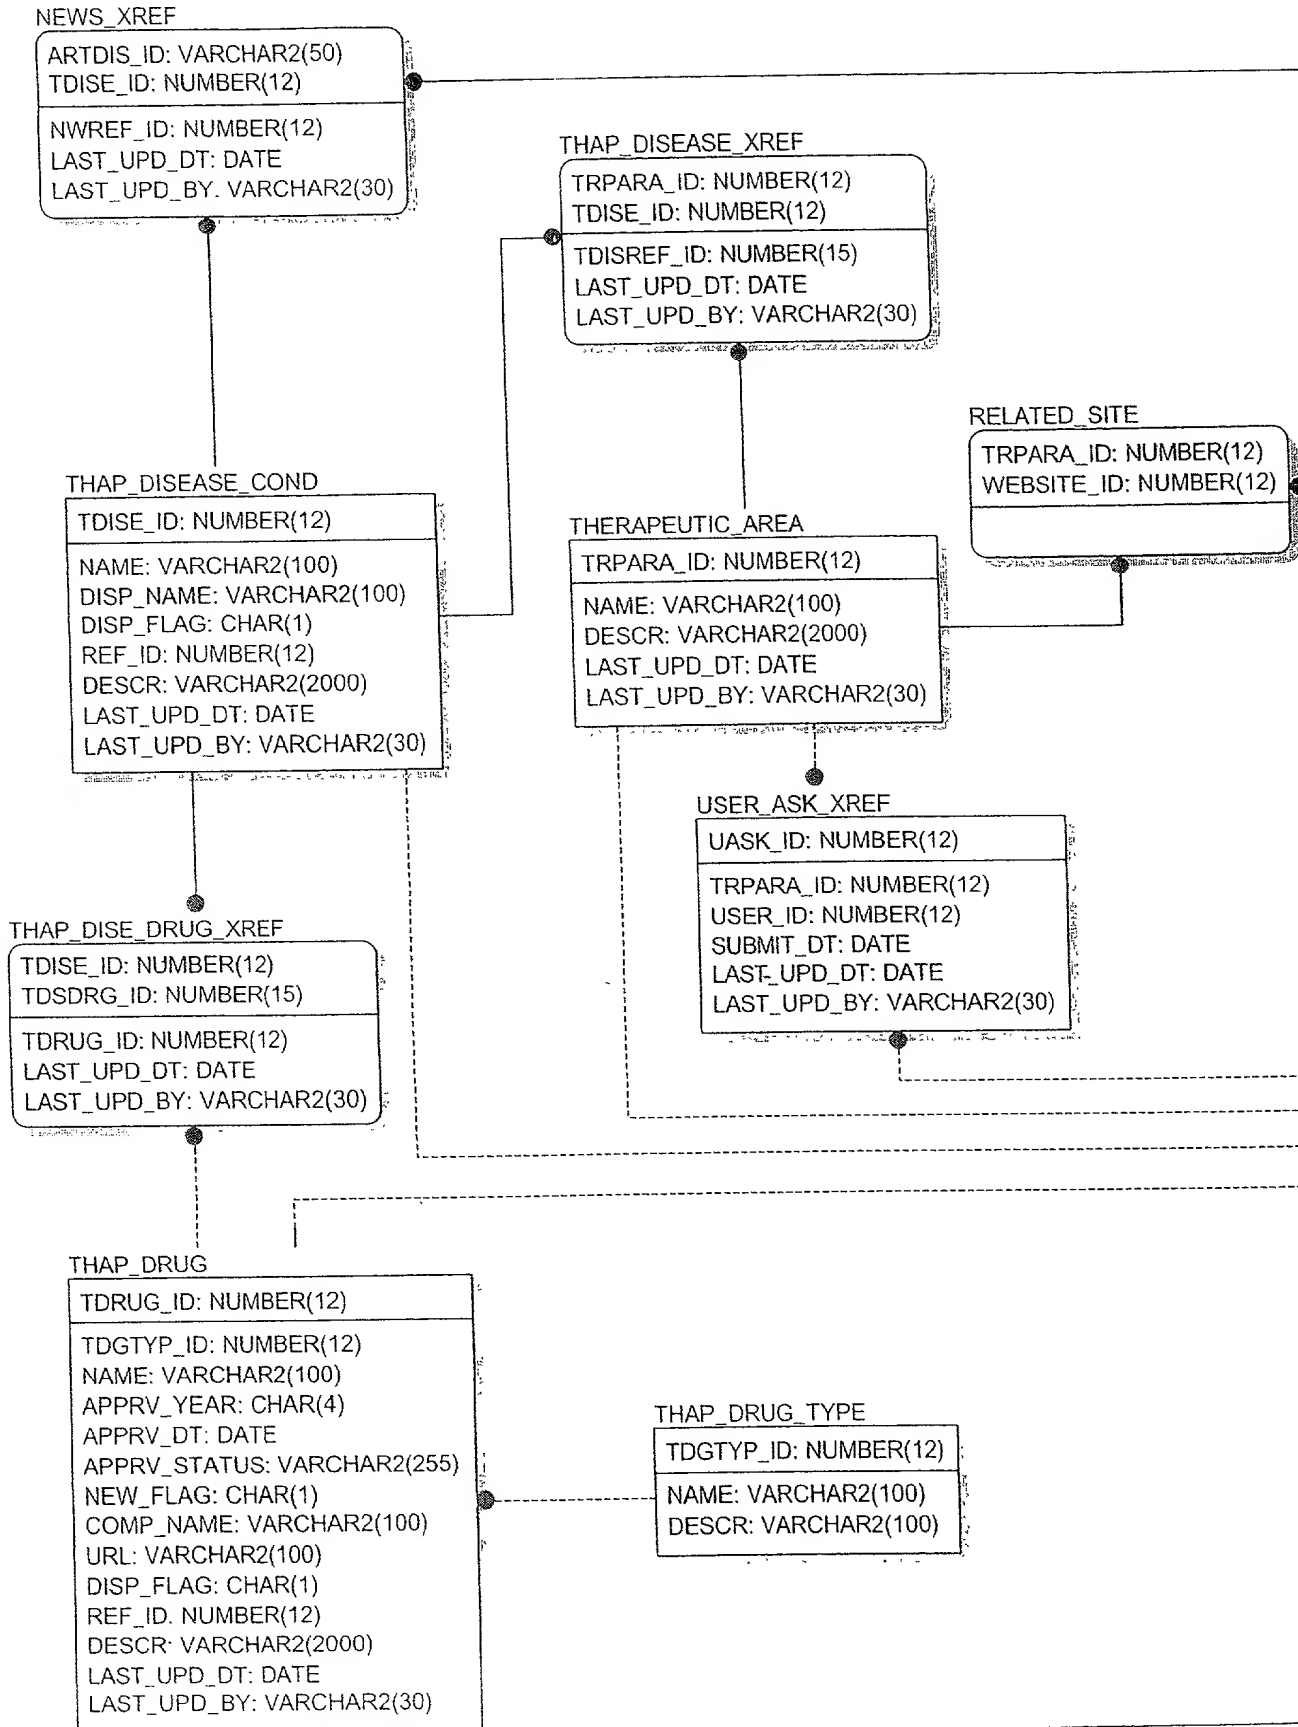 NEWS_XREF
ARTDIS_ID: VARCHAR2(50)
TDISE_ID: NUMBER(12)
NWREF_ID: NUMBER(12)
LAST_UPD_DT: DATE
LAST_UPD_BY. VARCHAR2(30)
THAP_DISEASE_XREF
TRPARA_ID: NUMBER(12)
TDISE_ID: NUMBER(12)
TDISREF_ID: NUMBER(15)
LAST_UPD_DT: DATE
LAST_UPD_BY: VARCHAR2(30)
RELATED_SITE
TRPARA_ID: NUMBER(12)
WEBSITE_ID: NUMBER(12)
THAP_DISEASE_COND
TDISE_ID: NUMBER(12)
NAME: VARCHAR2(100)
DISP_NAME: VARCHAR2(100)
DISP_FLAG: CHAR(1)
REF_ID: NUMBER(12)
DESCR: VARCHAR2(2000)
LAST_UPD_DT: DATE
LAST_UPD_BY: VARCHAR2(30)
THERAPEUTIC_AREA
TRPARA_ID: NUMBER(12)
NAME: VARCHAR2(100)
DESCR: VARCHAR2(2000)
LAST_UPD_DT: DATE
LAST_UPD_BY: VARCHAR2(30)
USER_ASK_XREF
UASK_ID: NUMBER(12)
TRPARA_ID: NUMBER(12)
USER_ID: NUMBER(12)
SUBMIT_DT: DATE
LAST_UPD_DT: DATE
LAST_UPD_BY: VARCHAR2(30)
THAP_DISE_DRUG_XREF
TDISE_ID: NUMBER(12)
TDSDRG_ID: NUMBER(15)
TDRUG_ID: NUMBER(12)
LAST_UPD_DT: DATE
LAST_UPD_BY: VARCHAR2(30)
THAP_DRUG
TDRUG_ID: NUMBER(12)
TDGTYP_ID: NUMBER(12)
NAME: VARCHAR2(100)
APPRV_YEAR: CHAR(4)
APPRV_DT: DATE
APPRV_STATUS: VARCHAR2(255)
NEW_FLAG: CHAR(1)
COMP_NAME: VARCHAR2(100)
URL: VARCHAR2(100)
DISP_FLAG: CHAR(1)
REF_ID. NUMBER(12)
DESCR: VARCHAR2(2000)
LAST_UPD_DT: DATE
LAST_UPD_BY: VARCHAR2(30)
THAP_DRUG_TYPE
TDGTYP_ID: NUMBER(12)
NAME: VARCHAR2(100)
DESCR: VARCHAR2(100)